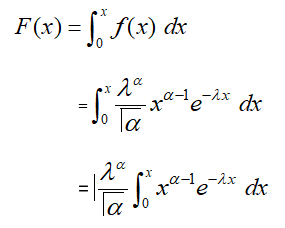 F(x) = ∫₀ˣ f(x) dx
= ∫₀ˣ λ^α / Γα x^(α−1) e^(−λx) dx
= | λ^α / Γα ∫₀ˣ x^(α−1) e^(−λx) dx